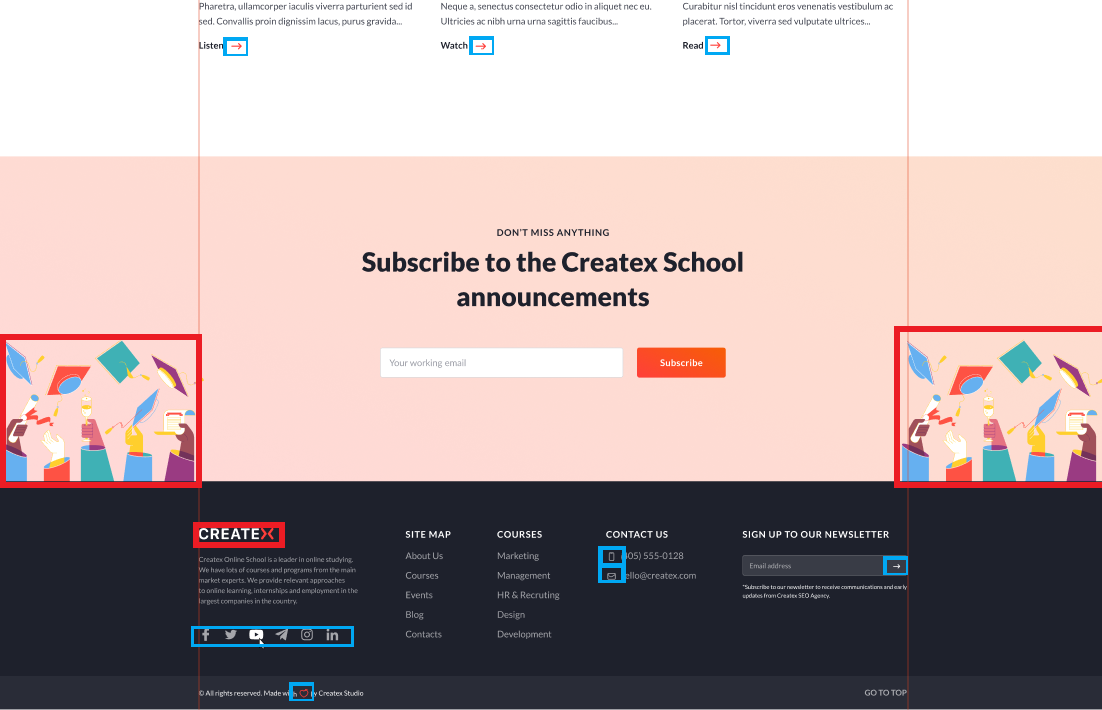 Pharetra, ullamcorper iaculis viverra parturient sed id
sed. Convallis proin dignissim lacus, purus gravida...
Listen
Neque a, senectus consectetur odio in aliquet nec eu.
Ultricies ac nibh urna urna sagittis faucibus...
Watch
Curabitur nisl tincidunt eros venenatis vestibulum ac
placerat. Tortor, viverra sed vulputate ultrices...
Read
DON'T MISS ANYTHING
Subscribe to the Createx School
announcements
Your working email
Subscribe
CREATEX
Createx Online School is a leader in online studying.
We have lots of courses and programs from the main
market experts. We provide relevant approaches
to online learning, internships and employment in the
largest companies in the country.
SITE MAP
About Us
Courses
Events
Blog
Contacts
COURSES
Marketing
Management
HR & Recruting
Design
Development
CONTACT US
405) 555-0128
ello@createx.com
SIGN UP TO OUR NEWSLETTER
Email address
*Subscribe to our newsletter to receive communications and early
updates from Createx SEO Agency.
© All rights reserved. Made with by Createx Studio
GO TO TOP